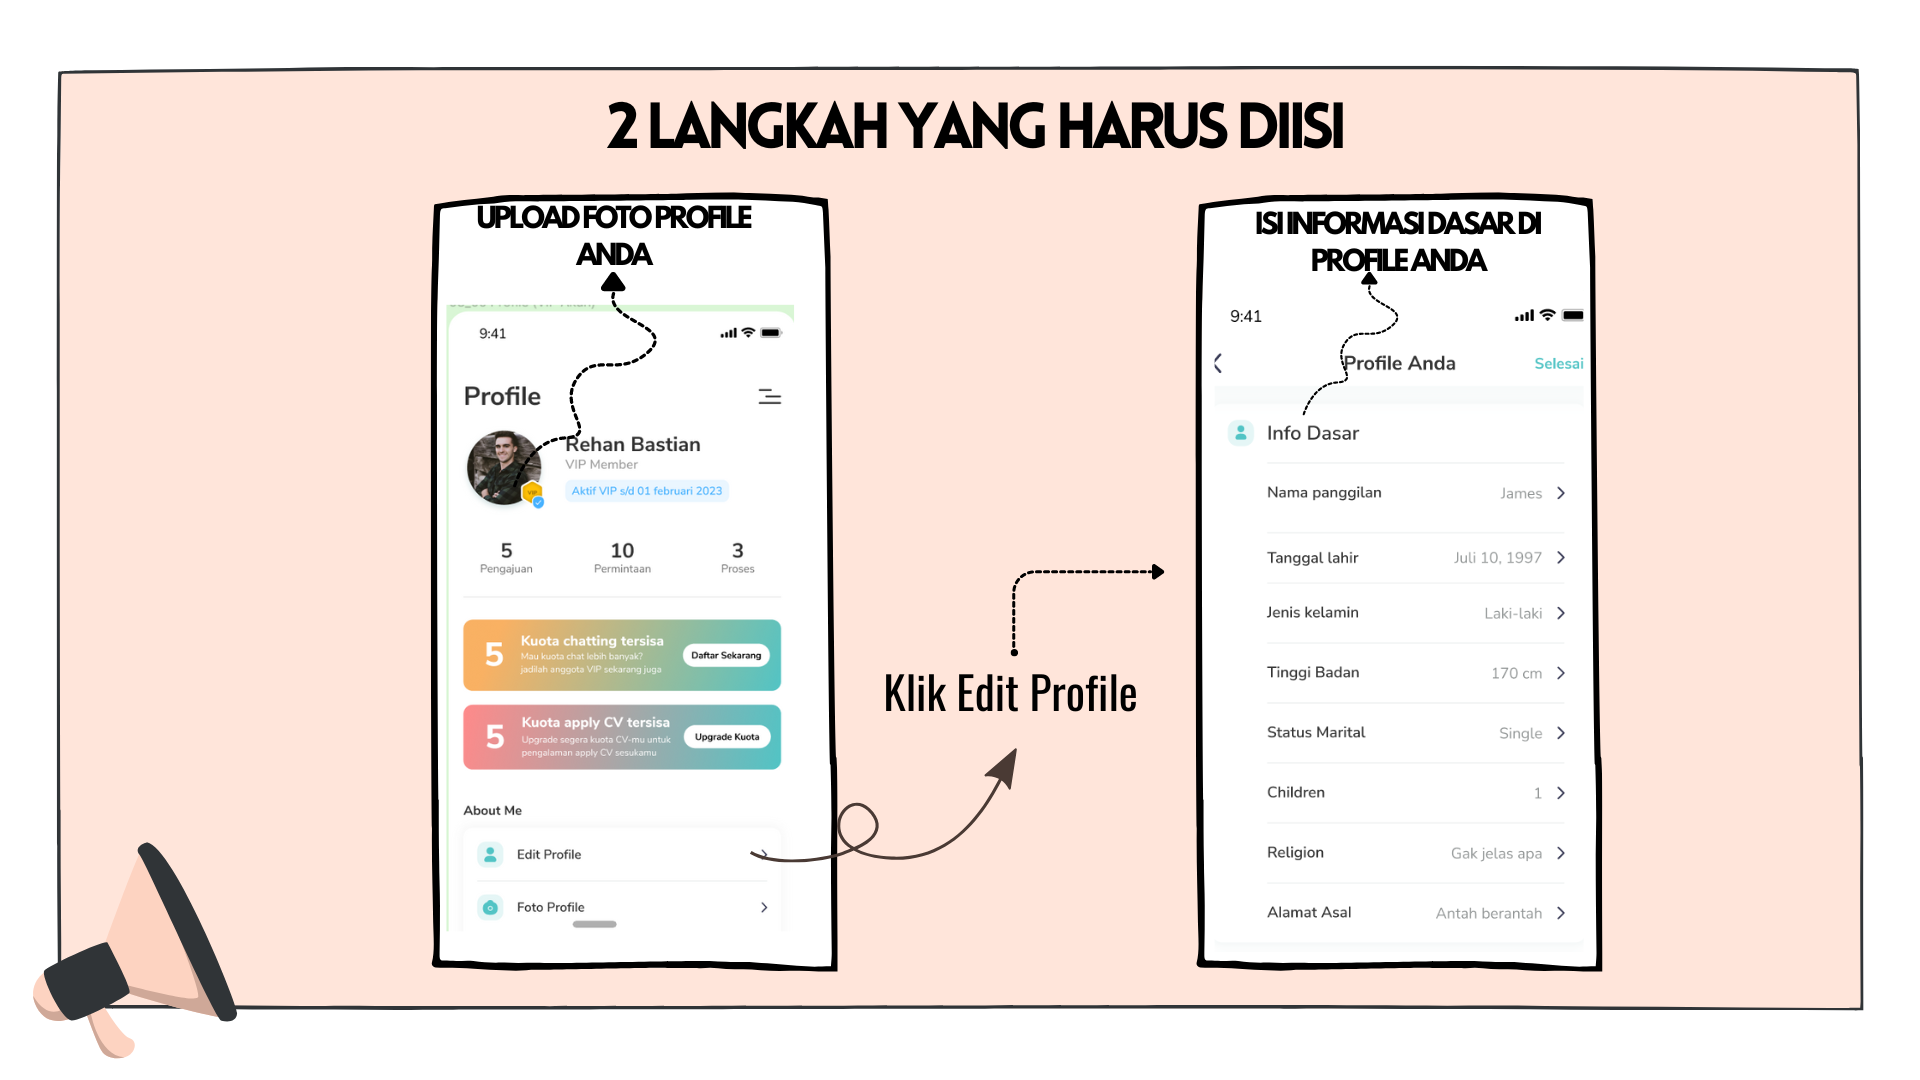 2 LANGKAH YANG HARUS DIISI
UPLOAD FOTO PROFILE
ANDA
9:41
Profile
Rehan Bastian
VIP Member
VIP
Aktif VIP s/d 01 februari 2023
5
Pengajuan
10
Permintaan
3
Proses
5
Kuota chatting tersisa
Mau kuota chat lebih banyak?
jadilah anggota VIP sekarang juga
Daftar Sekarang
5
Kuota apply CV tersisa
Upgrade segera kuota CV-mu untuk
pengalaman apply CV sesukamu
Upgrade Kuota
About Me
Edit Profile
Foto Profile
Klik Edit Profile
ISI INFORMASI DASAR DI
PROFILE ANDA
9:41
Profile Anda
Selesai
Info Dasar
Nama panggilan James
Tanggal lahir Juli 10, 1997
Jenis kelamin Laki-laki
Tinggi Badan 170 cm
Status Marital Single
Children 1
Religion Gak jelas apa
Alamat Asal Antah berantah